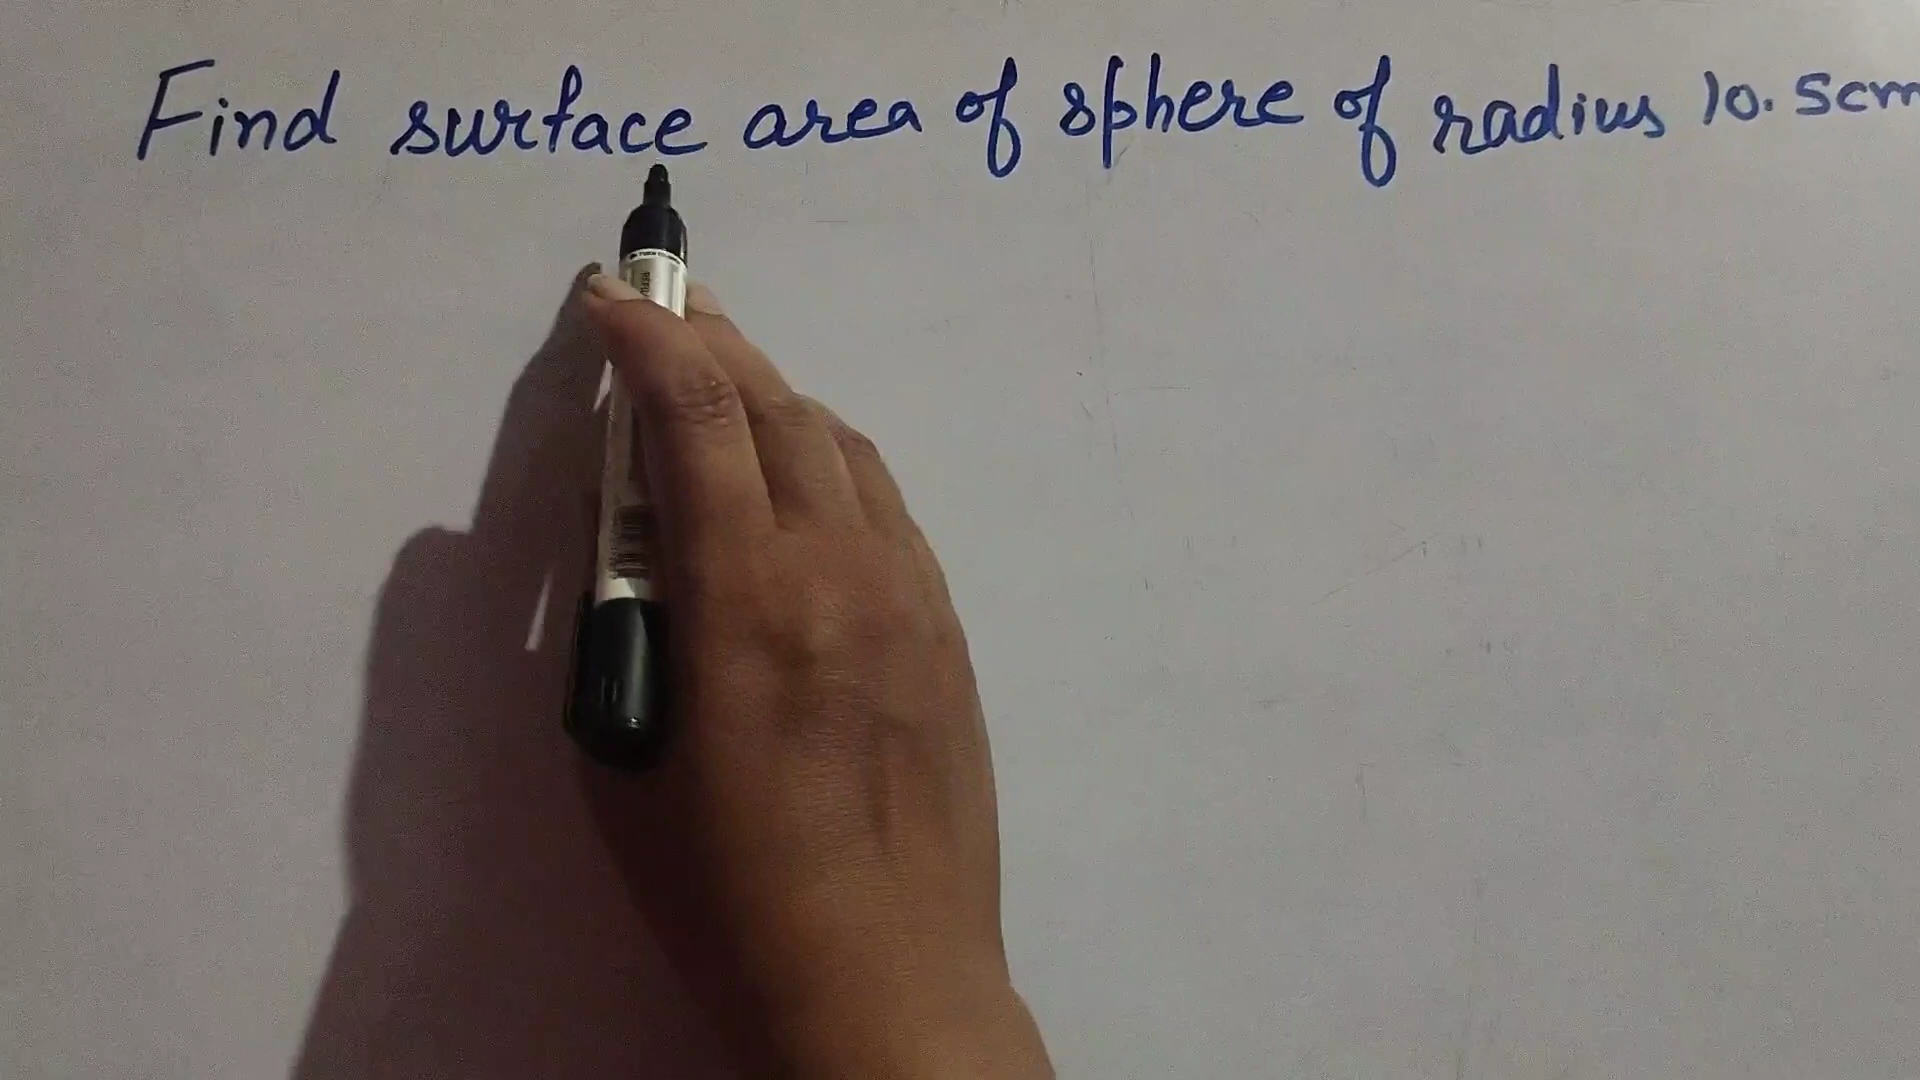 Find surface area of sphere of radius 10.5cm